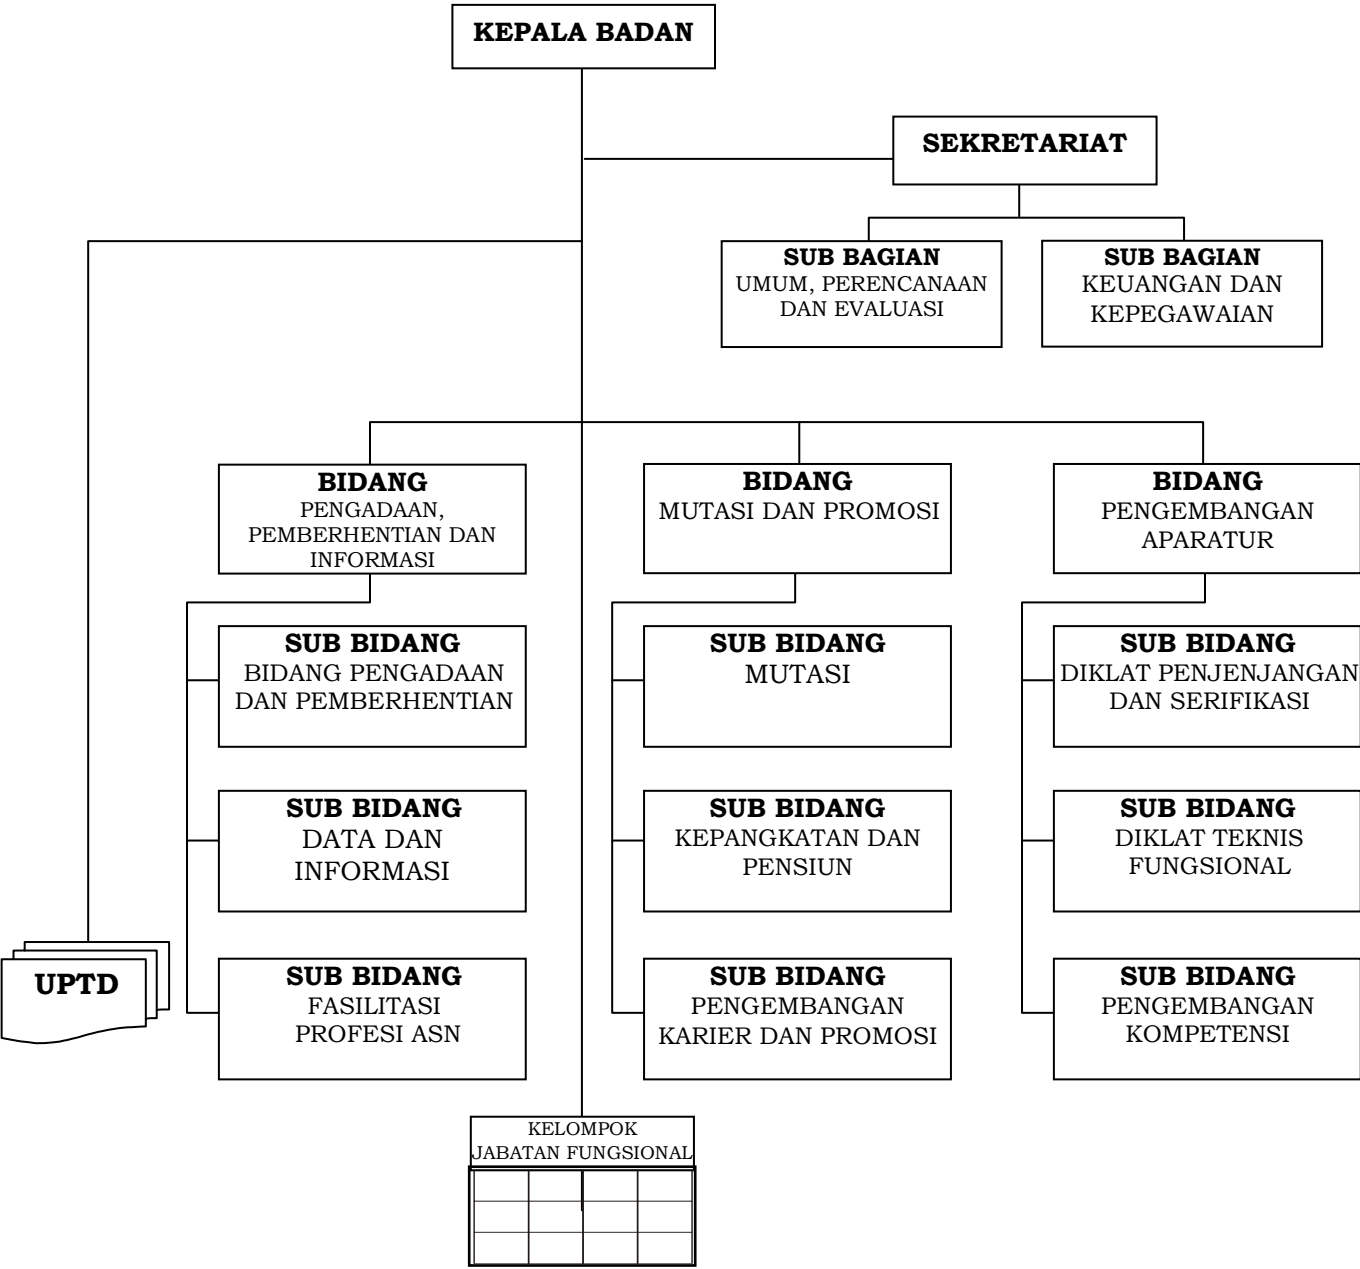 KEPALA BADAN
SEKRETARIAT
SUB BAGIAN
UMUM, PERENCANAAN
DAN EVALUASI
SUB BAGIAN
KEUANGAN DAN
KEPEGAWAIAN
BIDANG
PENGADAAN,
PEMBERHENTIAN DAN
INFORMASI
BIDANG
MUTASI DAN PROMOSI
BIDANG
PENGEMBANGAN
APARATUR
SUB BIDANG
BIDANG PENGADAAN
DAN PEMBERHENTIAN
SUB BIDANG
MUTASI
SUB BIDANG
DIKLAT PENJENJANGAN
DAN SERIFIKASI
SUB BIDANG
DATA DAN
INFORMASI
SUB BIDANG
KEPANGKATAN DAN
PENSIUN
SUB BIDANG
DIKLAT TEKNIS
FUNGSIONAL
UPTD
SUB BIDANG
FASILITASI
PROFESI ASN
SUB BIDANG
PENGEMBANGAN
KARIER DAN PROMOSI
SUB BIDANG
PENGEMBANGAN
KOMPETENSI
KELOMPOK
JABATAN FUNGSIONAL